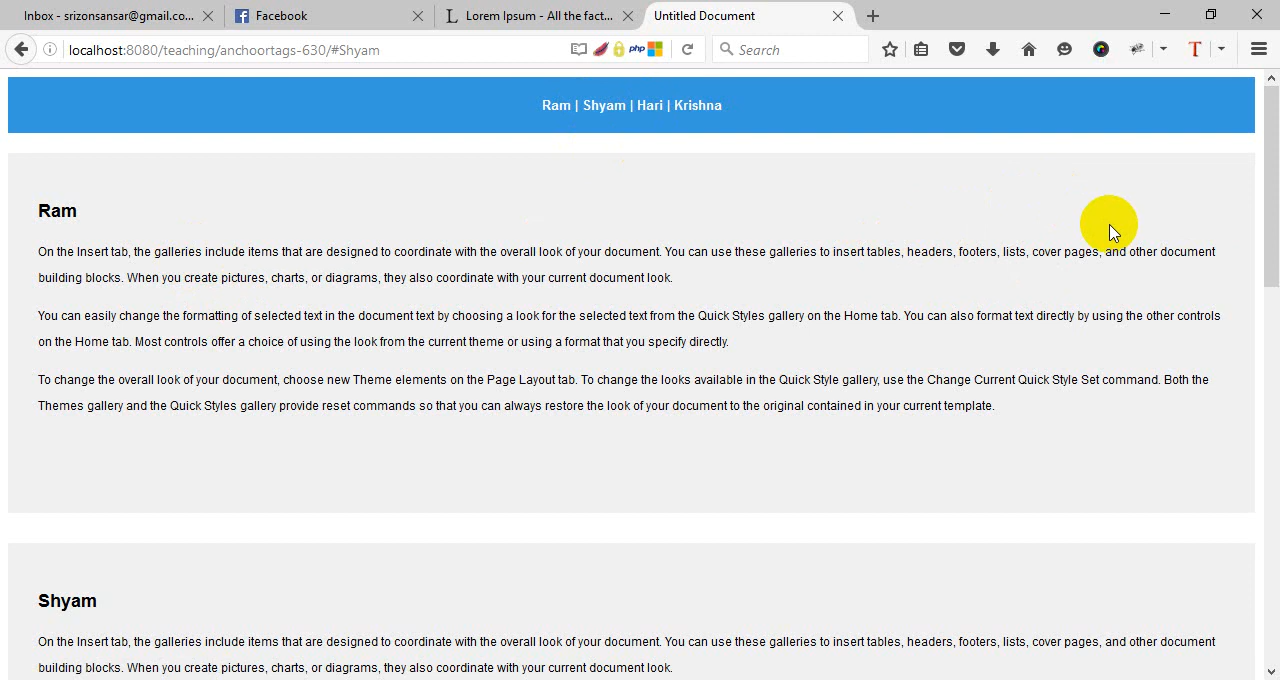 Inbox - srizonsansar@gmail.co...
Facebook
Lorem Ipsum - All the fact...
Untitled Document
localhost:8080/teaching/anchoortags-630/#Shyam
php
Search
Ram | Shyam | Hari | Krishna
Ram
On the Insert tab, the galleries include items that are designed to coordinate with the overall look of your document. You can use these galleries to insert tables, headers, footers, lists, cover pages, and other document
building blocks. When you create pictures, charts, or diagrams, they also coordinate with your current document look.
You can easily change the formatting of selected text in the document text by choosing a look for the selected text from the Quick Styles gallery on the Home tab. You can also format text directly by using the other controls
on the Home tab. Most controls offer a choice of using the look from the current theme or using a format that you specify directly.
To change the overall look of your document, choose new Theme elements on the Page Layout tab. To change the looks available in the Quick Style gallery, use the Change Current Quick Style Set command. Both the
Themes gallery and the Quick Styles gallery provide reset commands so that you can always restore the look of your document to the original contained in your current template.
Shyam
On the Insert tab, the galleries include items that are designed to coordinate with the overall look of your document. You can use these galleries to insert tables, headers, footers, lists, cover pages, and other document
building blocks. When you create pictures, charts, or diagrams, they also coordinate with your current document look.